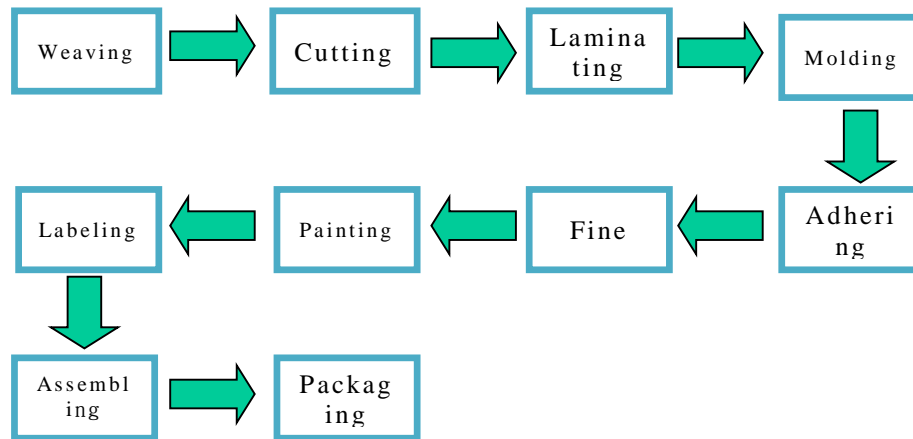 Weaving
Cutting
Lamina
ting
Molding
Labeling
Painting
Fine
Adheri
ng
Assembl
ing
Packag
ing